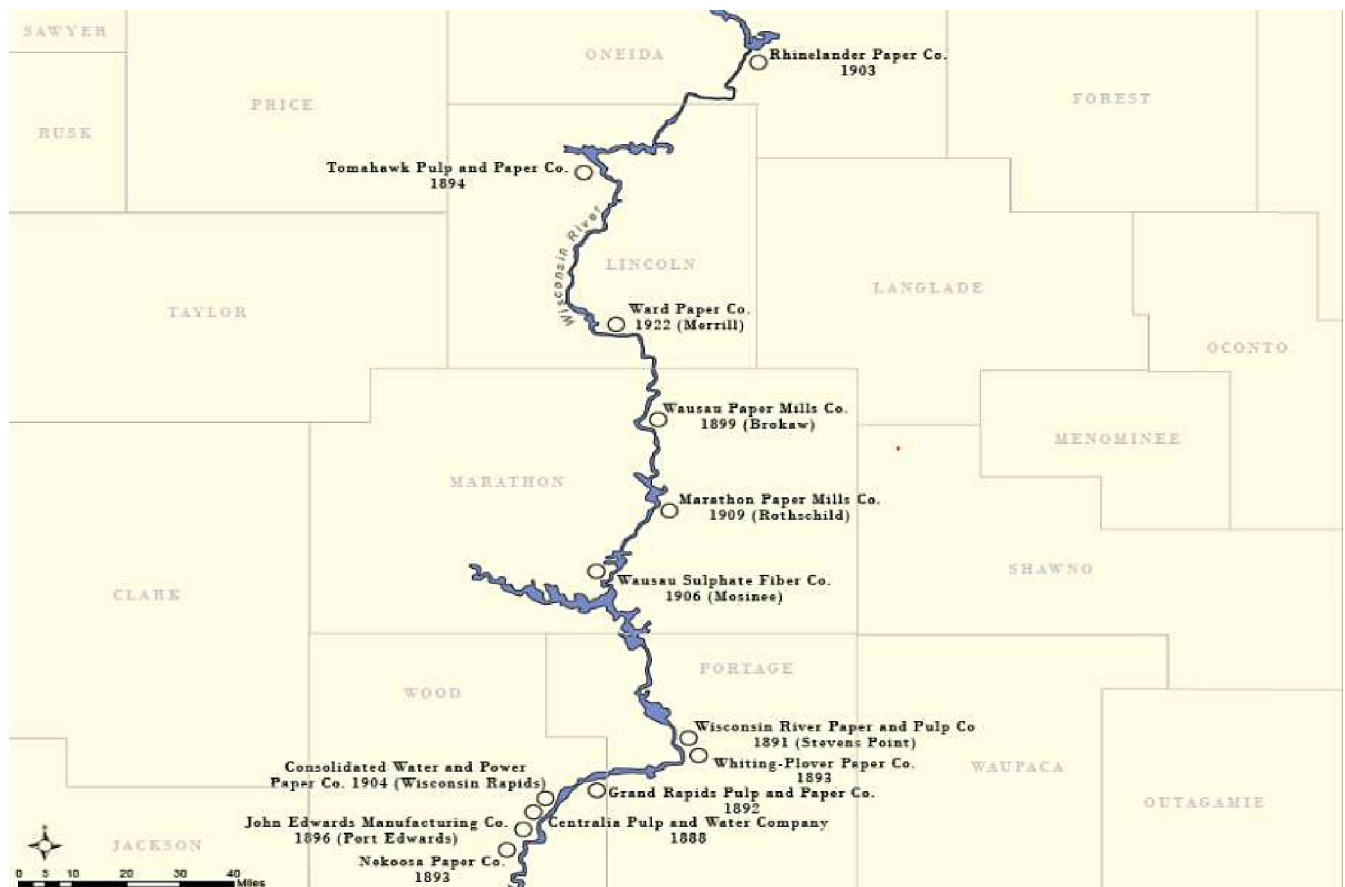 SAWYER
ONEIDA
Rhinelander Paper Co.
1903
PRICE
FOREST
RUSK
Tomahawk Pulp and Paper Co.
1894
Wisconsin River
LINCOLN
LANGLADE
TAYLOR
Ward Paper Co.
1922 (Merrill)
OCONTO
Wausau Paper Mills Co.
1899 (Brokaw)
MENOMINEE
MARATHON
Marathon Paper Mills Co.
1909 (Rothschild)
SHAWNO
Wausau Sulphate Fiber Co.
1906 (Mosinee)
CLARK
PORTAGE
WOOD
Wisconsin River Paper and Pulp Co
1891 (Stevens Point)
Whiting-Plover Paper Co.
1893
WAUPACA
Consolidated Water and Power
Paper Co. 1904 (Wisconsin Rapids)
Grand Rapids Pulp and Paper Co.
1892
OUTAGAMIE
John Edwards Manufacturing Co.
1896 (Port Edwards)
Centralia Pulp and Water Company
1888
JACKSON
Nekoosa Paper Co.
1893
0 5 10 20 30 40
Miles